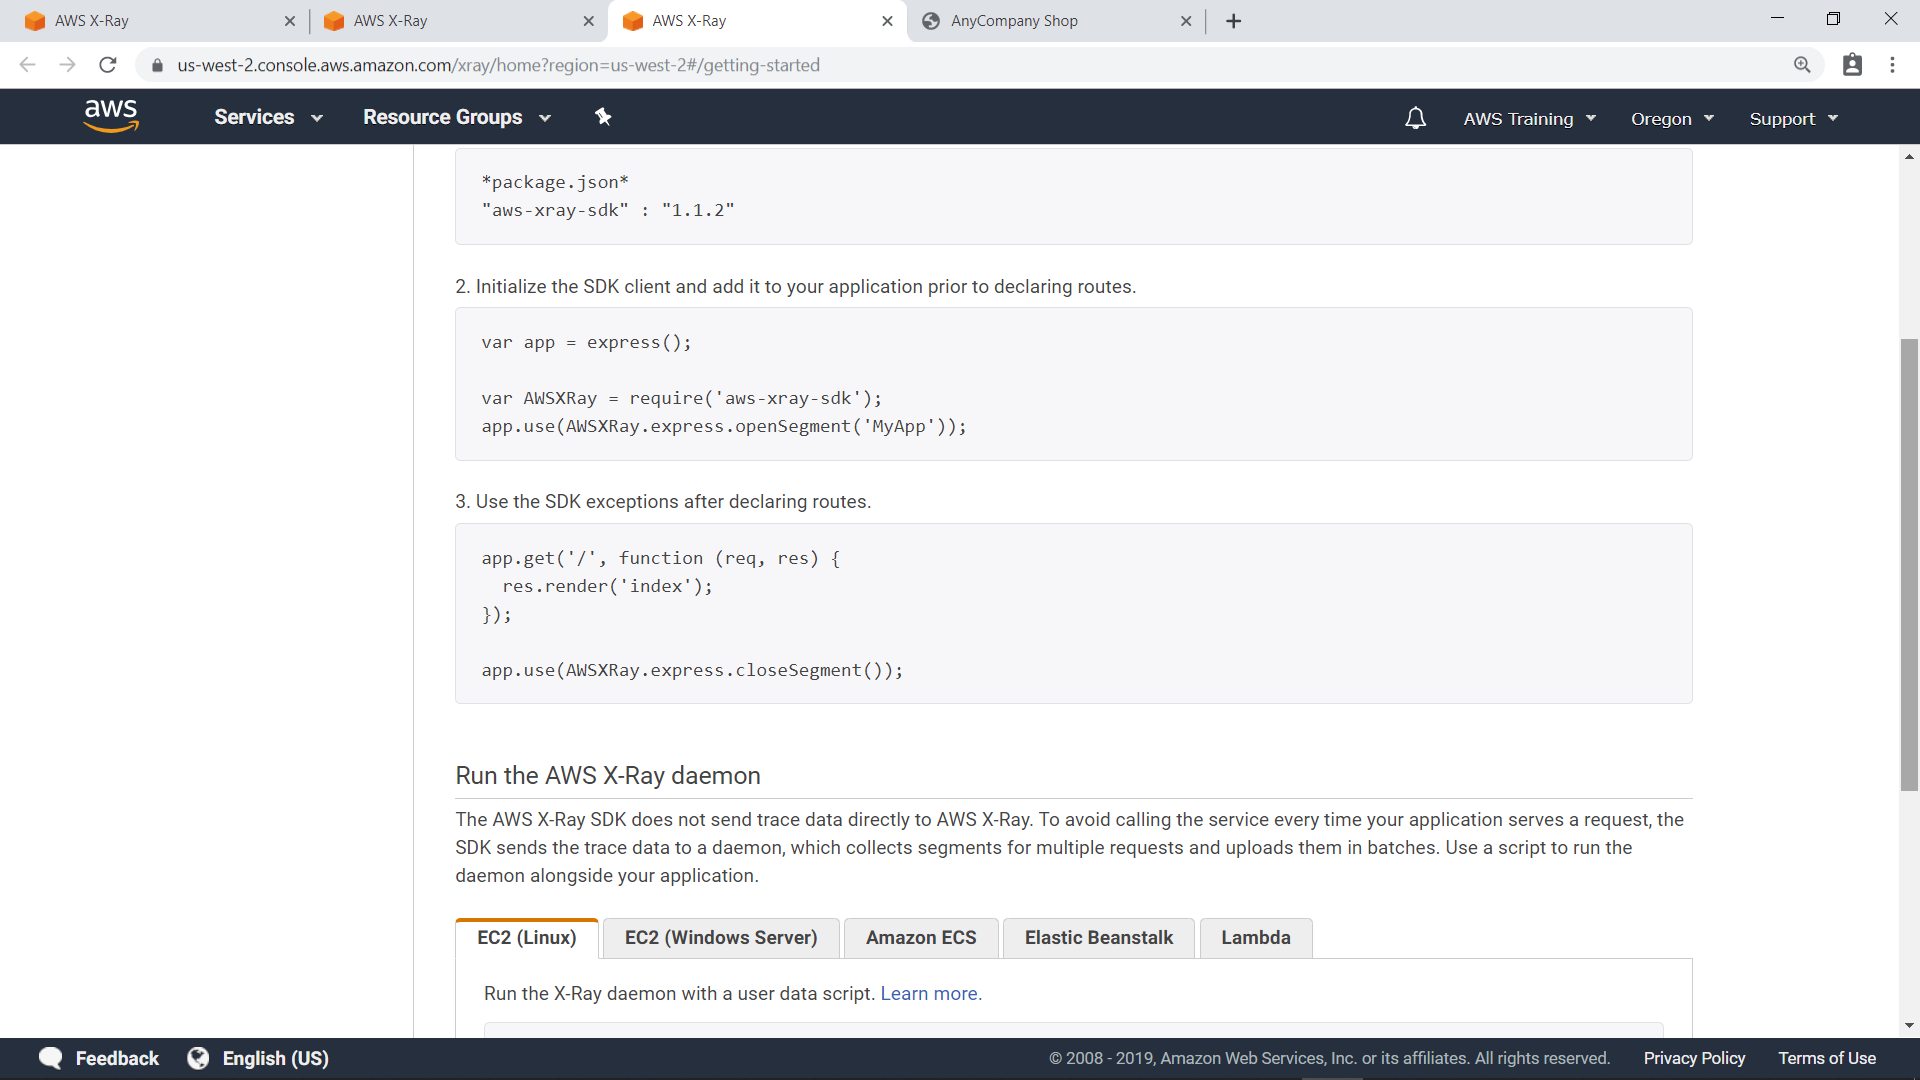 AWS X-Ray
AWS X-Ray
AWS X-Ray
AnyCompany Shop
us-west-2.console.aws.amazon.com/xray/home?region=us-west-2#/getting-started
aws
Services
Resource Groups
AWS Training
Oregon
Support
*package.json*
"aws-xray-sdk" : "1.1.2"
2. Initialize the SDK client and add it to your application prior to declaring routes.
var app = express();
var AWSXRay = require('aws-xray-sdk');
app.use(AWSXRay.express.openSegment('MyApp'));
3. Use the SDK exceptions after declaring routes.
app.get('/', function (req, res) {
res.render('index');
});
app.use(AWSXRay.express.closeSegment());
Run the AWS X-Ray daemon
The AWS X-Ray SDK does not send trace data directly to AWS X-Ray. To avoid calling the service every time your application serves a request, the
SDK sends the trace data to a daemon, which collects segments for multiple requests and uploads them in batches. Use a script to run the
daemon alongside your application.
EC2 (Linux)
EC2 (Windows Server)
Amazon ECS
Elastic Beanstalk
Lambda
Run the X-Ray daemon with a user data script. Learn more.
Feedback
English (US)
© 2008 - 2019, Amazon Web Services, Inc. or its affiliates. All rights reserved.
Privacy Policy
Terms of Use